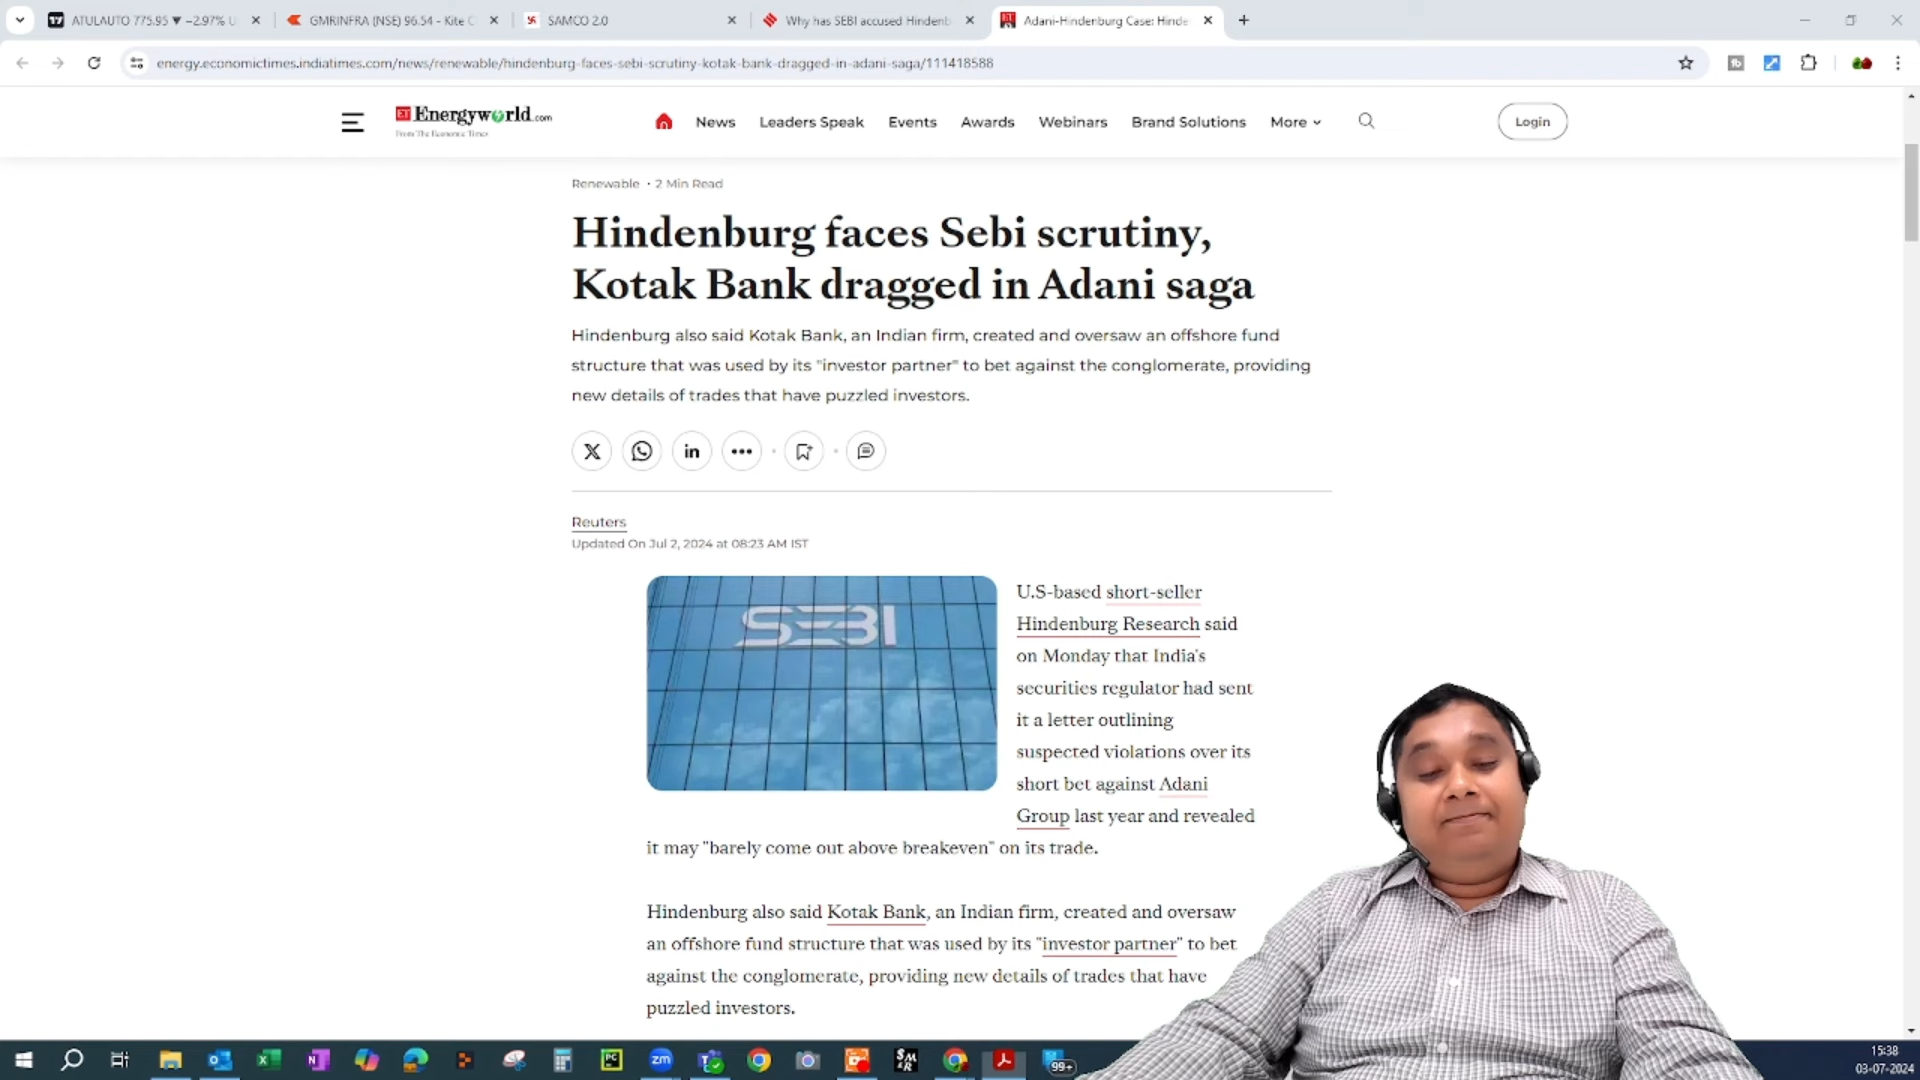 ATULAUTO 775.95 ▼ −2.97% U
GMRINFRA (NSE) 96.54 - Kite C
SAMCO 2.0
Why has SEBI accused Hindenb
Adani-Hindenburg Case: Hinde
energy.economictimes.indiatimes.com/news/renewable/hindenburg-faces-sebi-scrutiny-kotak-bank-dragged-in-adani-saga/111418588
ET Energyworld.com
From The Economic Times
News
Leaders Speak
Events
Awards
Webinars
Brand Solutions
More
Login
Renewable • 2 Min Read
Hindenburg faces Sebi scrutiny,
Kotak Bank dragged in Adani saga
Hindenburg also said Kotak Bank, an Indian firm, created and oversaw an offshore fund
structure that was used by its "investor partner" to bet against the conglomerate, providing
new details of trades that have puzzled investors.
Reuters
Updated On Jul 2, 2024 at 08:23 AM IST
SEBI
U.S-based short-seller
Hindenburg Research said
on Monday that India's
securities regulator had sent
it a letter outlining
suspected violations over its
short bet against Adani
Group last year and revealed
it may "barely come out above breakeven" on its trade.
Hindenburg also said Kotak Bank, an Indian firm, created and oversaw
an offshore fund structure that was used by its "investor partner" to bet
against the conglomerate, providing new details of trades that have
puzzled investors.
zm
PC
99+
15:38
03-07-2024